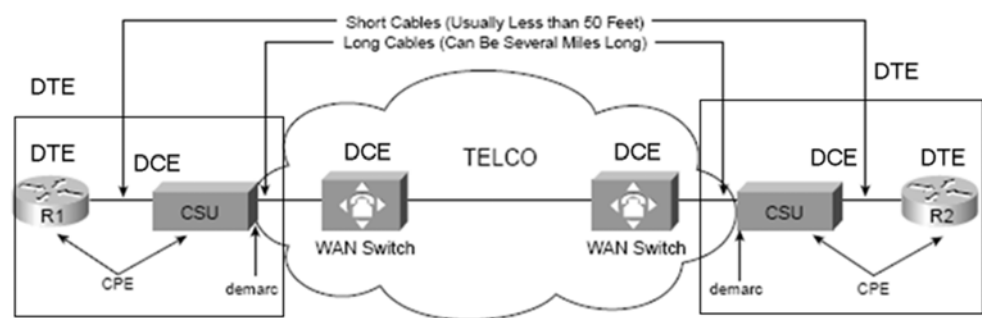 Short Cables (Usually Less than 50 Feet)
Long Cables (Can Be Several Miles Long)
DTE
DTE
DTE
DCE
DCE
TELCO
DCE
DCE
DTE
R1
CSU
CSU
R2
WAN Switch
WAN Switch
CPE
demarc
demarc
CPE